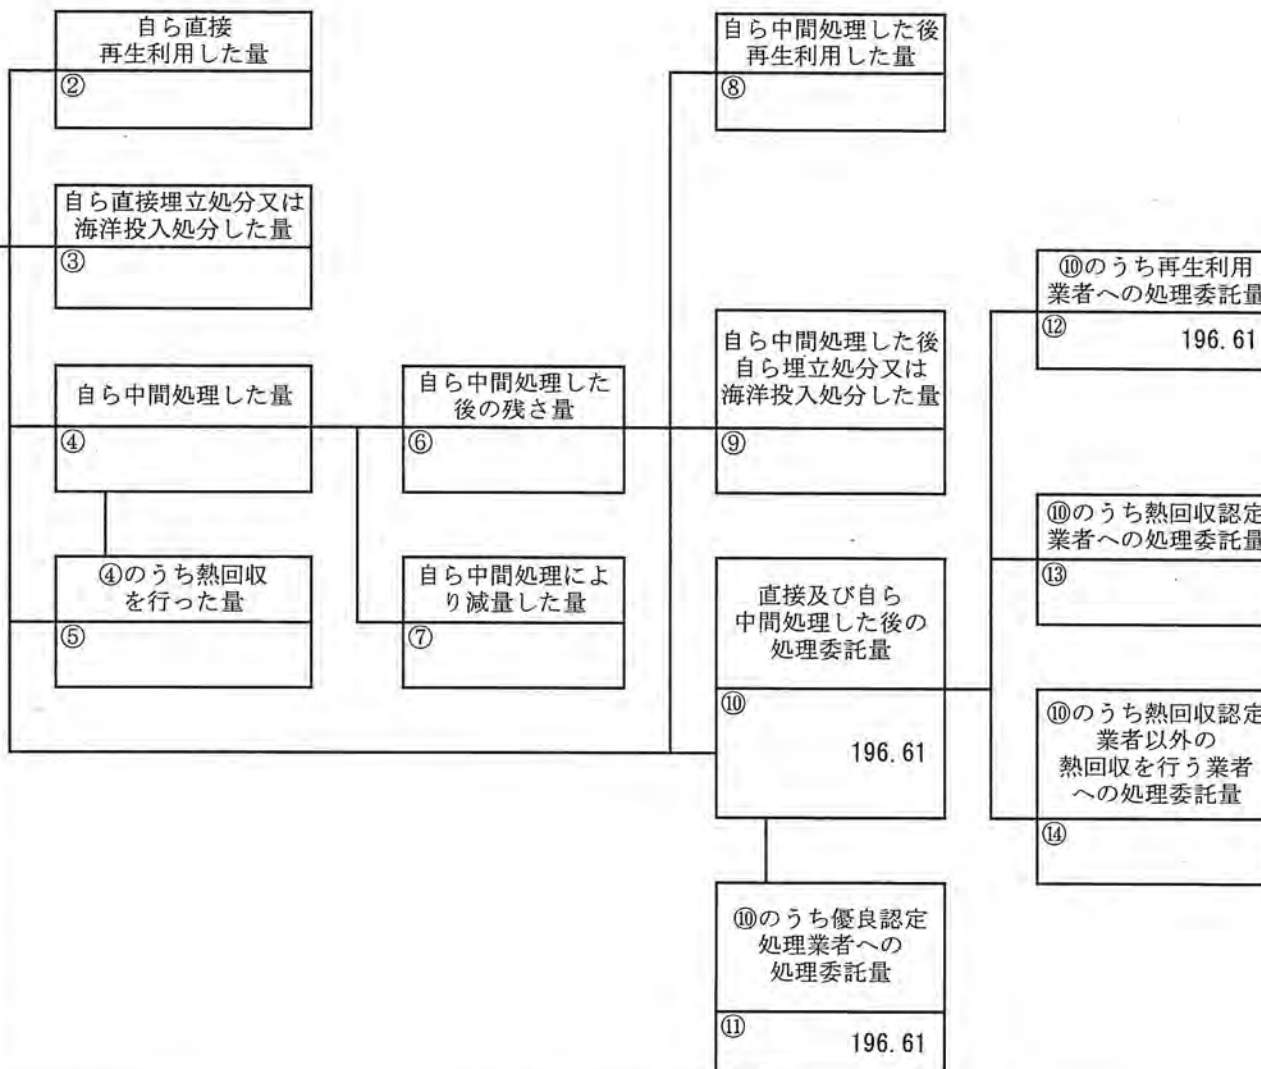 自ら直接
再生利用した量
②
自ら直接埋立処分又は
海洋投入処分した量
③
自ら中間処理した量
④
④のうち熱回収
を行った量
⑤
自ら中間処理した
後の残さ量
⑥
自ら中間処理によ
り減量した量
⑦
自ら中間処理した後
再生利用した量
⑧
自ら中間処理した後
自ら埋立処分又は
海洋投入処分した量
⑨
直接及び自ら
中間処理した後の
処理委託量
⑩
196.61
⑩のうち優良認定
処理業者への
処理委託量
⑪
196.61
⑩のうち再生利用
業者への処理委託量
⑫
196.61
⑩のうち熱回収認定
業者への処理委託量
⑬
⑩のうち熱回収認定
業者以外の
熱回収を行う業者
への処理委託量
⑭